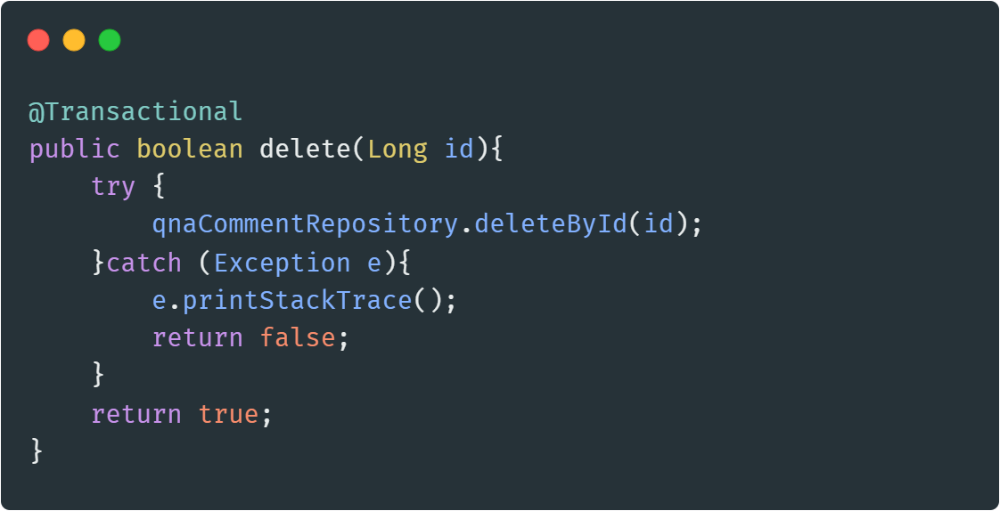 @Transactional
public boolean delete(Long id){
    try {
        qnaCommentRepository.deleteById(id);
    }catch (Exception e){
        e.printStackTrace();
        return false;
    }
    return true;
}